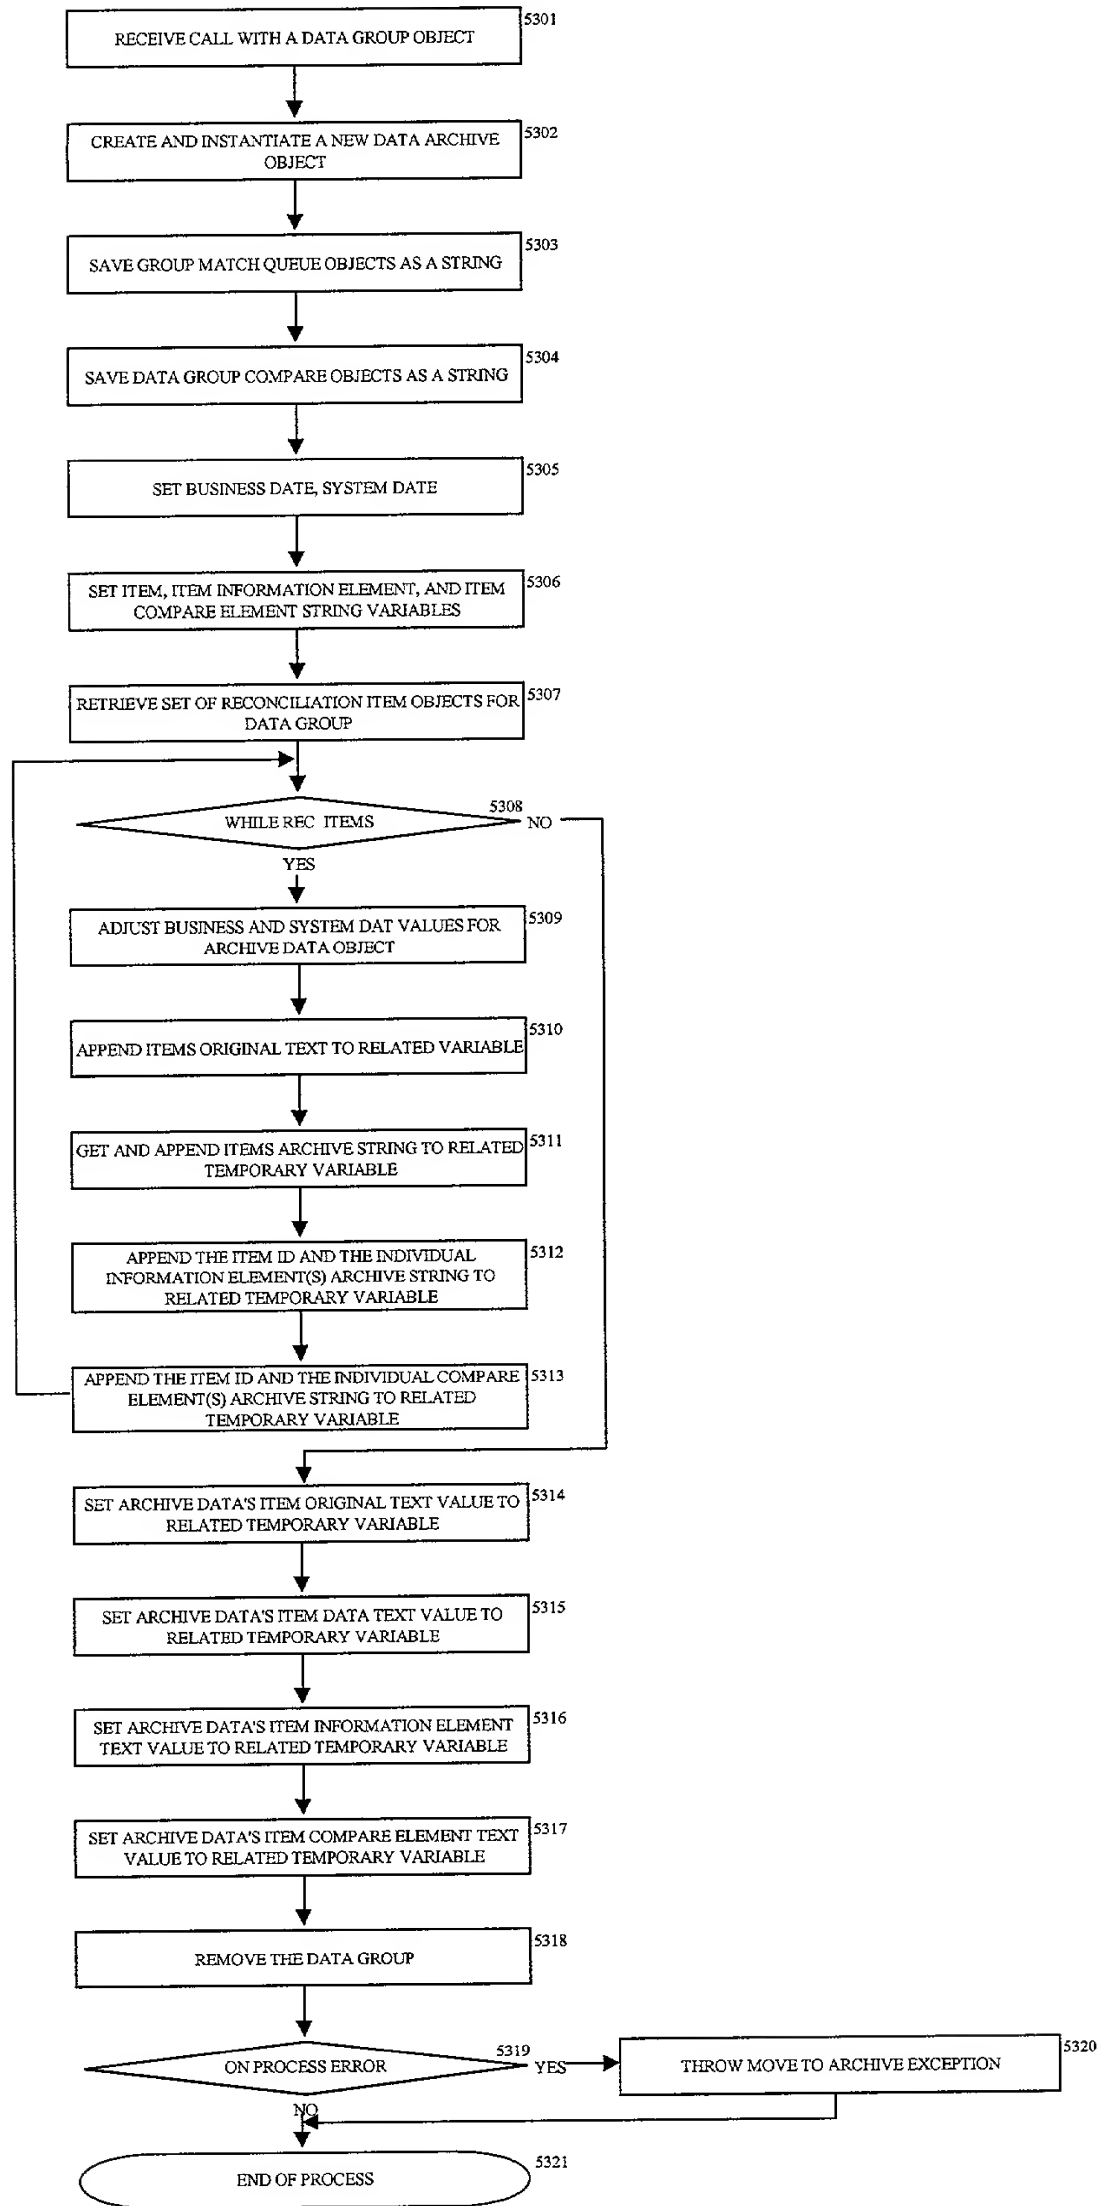 5301
RECEIVE CALL WITH A DATA GROUP OBJECT
5302
CREATE AND INSTANTIATE A NEW DATA ARCHIVE
OBJECT
5303
SAVE GROUP MATCH QUEUE OBJECTS AS A STRING
5304
SAVE DATA GROUP COMPARE OBJECTS AS A STRING
5305
SET BUSINESS DATE, SYSTEM DATE
5306
SET ITEM, ITEM INFORMATION ELEMENT, AND ITEM
COMPARE ELEMENT STRING VARIABLES
5307
RETRIEVE SET OF RECONCILIATION ITEM OBJECTS FOR
DATA GROUP
5308
WHILE REC ITEMS
NO
YES
5309
ADJUST BUSINESS AND SYSTEM DAT VALUES FOR
ARCHIVE DATA OBJECT
5310
APPEND ITEMS ORIGINAL TEXT TO RELATED VARIABLE
5311
GET AND APPEND ITEMS ARCHIVE STRING TO RELATED
TEMPORARY VARIABLE
5312
APPEND THE ITEM ID AND THE INDIVIDUAL
INFORMATION ELEMENT(S) ARCHIVE STRING TO
RELATED TEMPORARY VARIABLE
5313
APPEND THE ITEM ID AND THE INDIVIDUAL COMPARE
ELEMENT(S) ARCHIVE STRING TO RELATED
TEMPORARY VARIABLE
5314
SET ARCHIVE DATA'S ITEM ORIGINAL TEXT VALUE TO
RELATED TEMPORARY VARIABLE
5315
SET ARCHIVE DATA'S ITEM DATA TEXT VALUE TO
RELATED TEMPORARY VARIABLE
5316
SET ARCHIVE DATA'S ITEM INFORMATION ELEMENT
TEXT VALUE TO RELATED TEMPORARY VARIABLE
5317
SET ARCHIVE DATA'S ITEM COMPARE ELEMENT TEXT
VALUE TO RELATED TEMPORARY VARIABLE
5318
REMOVE THE DATA GROUP
5319
ON PROCESS ERROR
YES
5320
THROW MOVE TO ARCHIVE EXCEPTION
NO
5321
END OF PROCESS